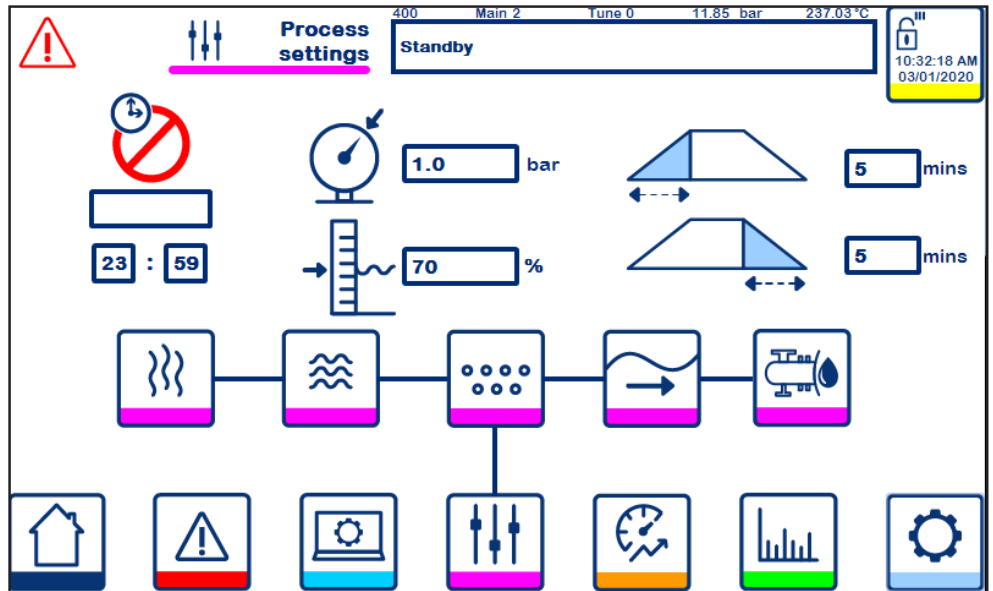 400 Main 2 Tune 0 11.85 bar 237.03 °C
Process
settings
Standby
10:32:18 AM
03/01/2020
1.0 bar
5 mins
23 : 59
70 %
5 mins